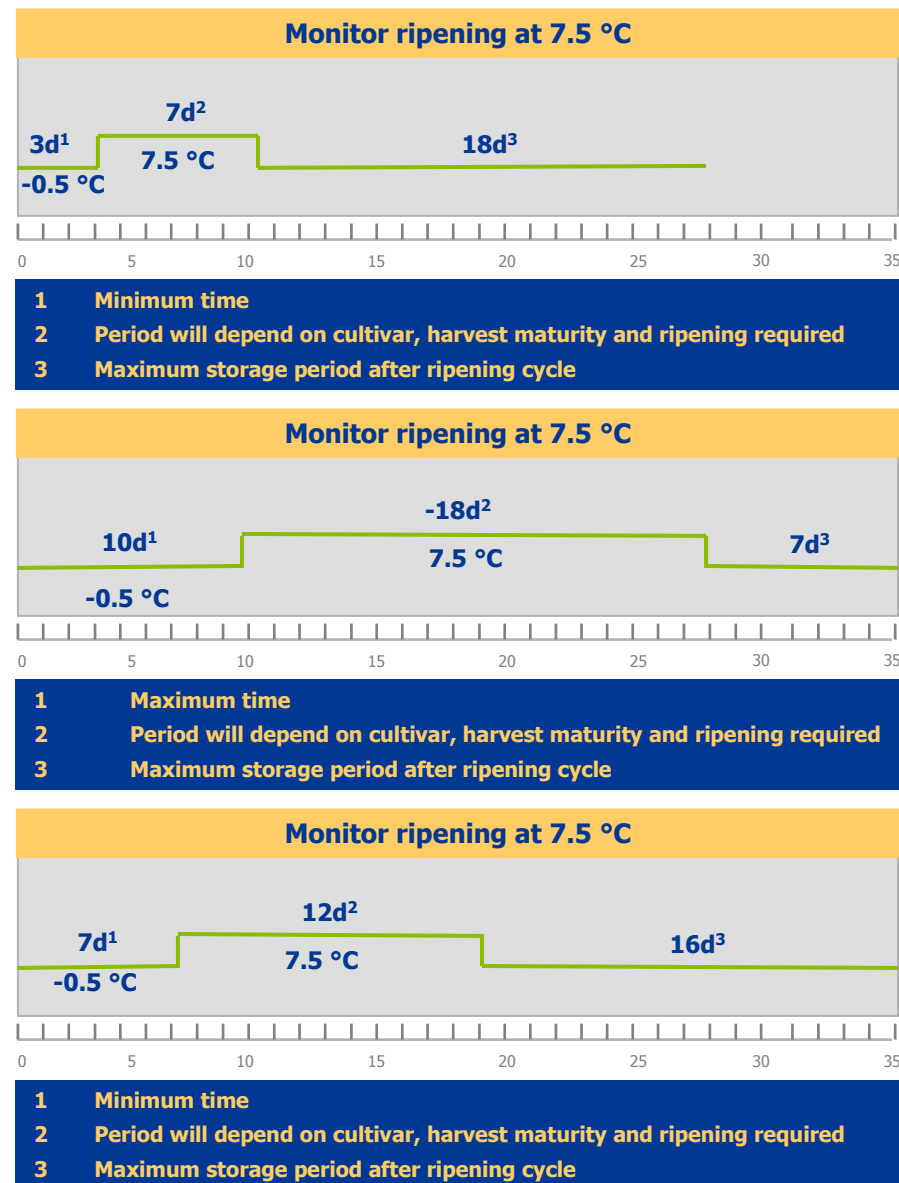 Monitor ripening at 7.5 °C
7d²
3d¹
18d³
7.5 °C
-0.5 °C
0 5 10 15 20 25 30 35
1 Minimum time
2 Period will depend on cultivar, harvest maturity and ripening required
3 Maximum storage period after ripening cycle
Monitor ripening at 7.5 °C
-18d²
10d¹
7d³
7.5 °C
-0.5 °C
0 5 10 15 20 25 30 35
1 Maximum time
2 Period will depend on cultivar, harvest maturity and ripening required
3 Maximum storage period after ripening cycle
Monitor ripening at 7.5 °C
12d²
7d¹
16d³
7.5 °C
-0.5 °C
0 5 10 15 20 25 30 35
1 Minimum time
2 Period will depend on cultivar, harvest maturity and ripening required
3 Maximum storage period after ripening cycle